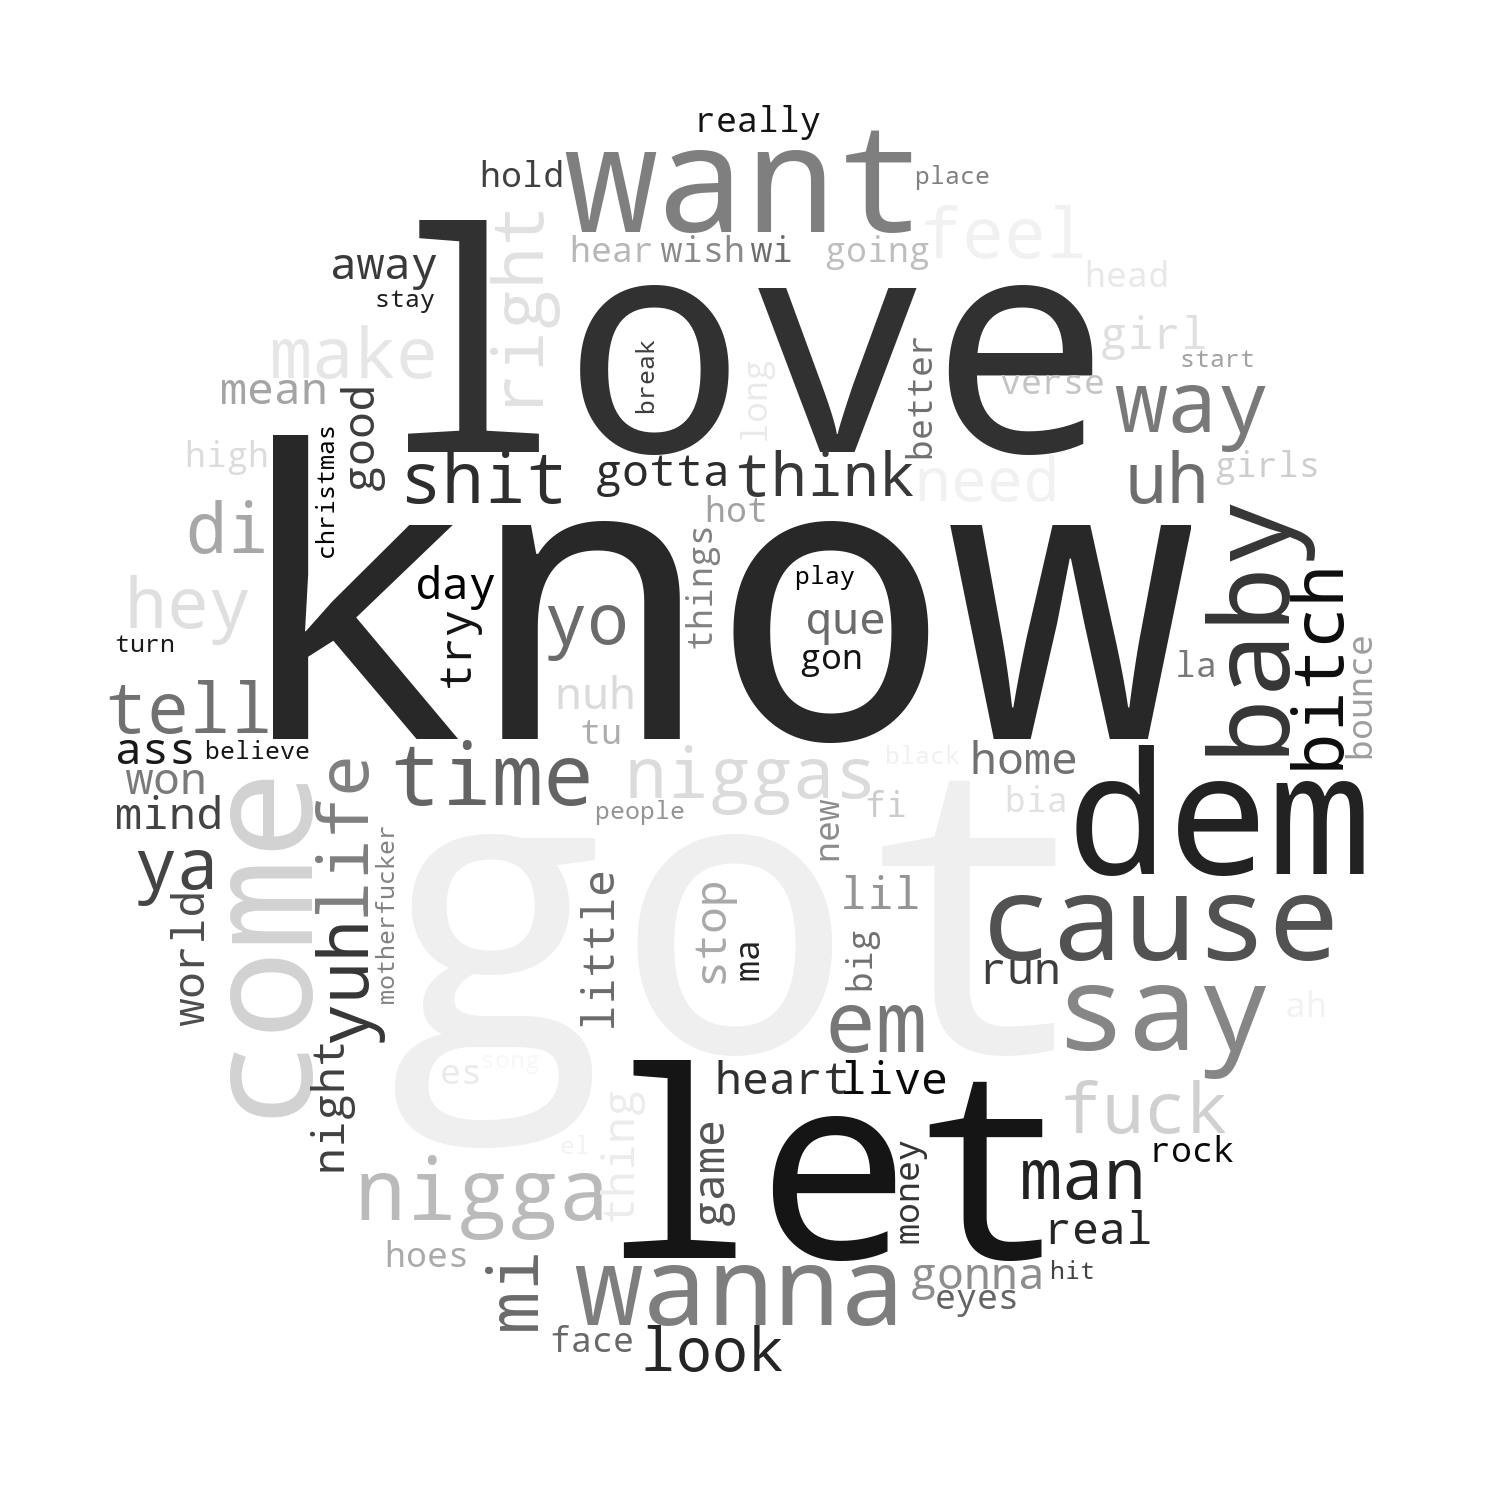 really
want
hold
place
love
right
feel
hear
wish
wi
going
away
head
stay
make
girl
break
better
start
long
verse
mean
way
good
high
christmas
shit
gotta
think
need
uh
girls
know
di
hot
things
baby
day
play
hey
try
yo
que
bitch
turn
gon
la
bounce
tell
nuh
tu
ass
believe
time
niggas
black
home
dem
won
come
yuhlife
people
new
fi
bia
mind
motherfucker
got
ya
little
stop
lil
cause
world
ma
big
run
em
say
ah
night
es
song
let
heart
live
fuck
thing
el
game
money
man
rock
nigga
real
hoes
mi
wanna
gonna
hit
eyes
face
look